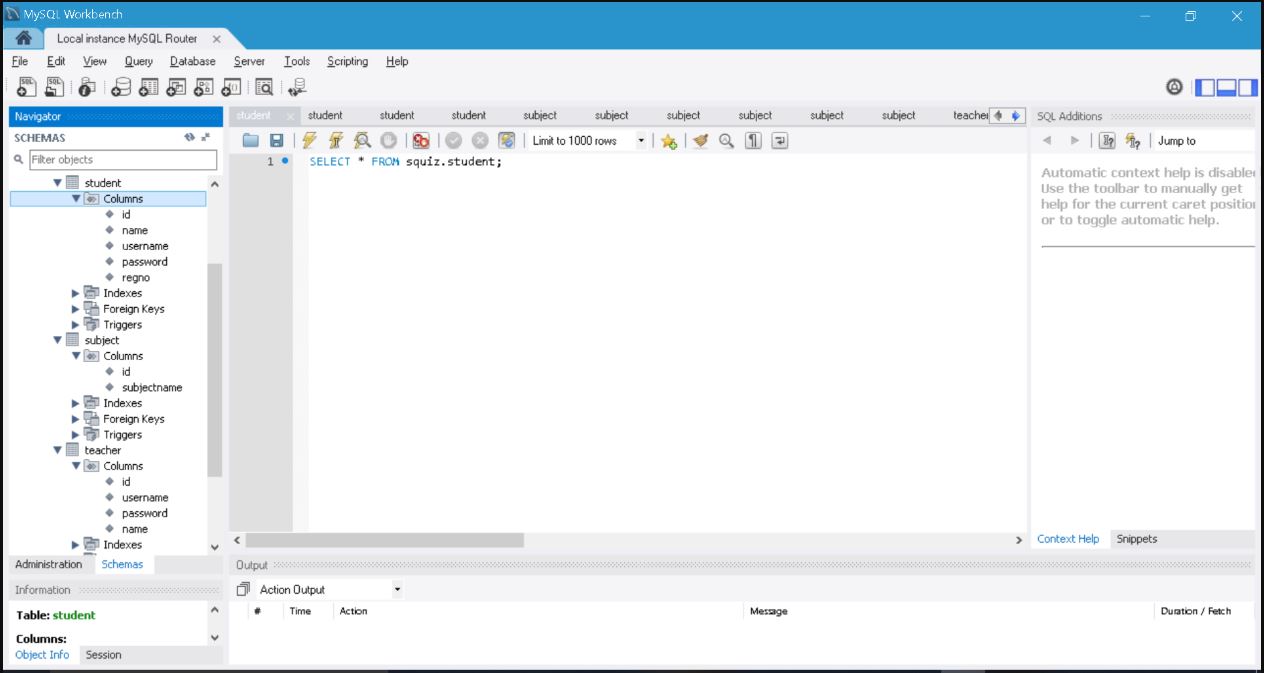 MySQL Workbench
Local instance MySQL Router
File Edit View Query Database Server Tools Scripting Help
Navigator
SCHEMAS
Filter objects
student
Columns
id
name
username
password
regno
Indexes
Foreign Keys
Triggers
subject
Columns
id
subjectname
Indexes
Foreign Keys
Triggers
teacher
Columns
id
username
password
name
Indexes
Administration Schemas
Information
Table: student
Columns:
Object Info Session
student student student student subject subject subject subject subject subject teacher
Limit to 1000 rows
1 SELECT * FROM squiz.student;
SQL Additions
Jump to
Automatic context help is disabled
Use the toolbar to manually get
help for the current caret position
or to toggle automatic help.
Context Help Snippets
Output
Action Output
# Time Action Message Duration / Fetch